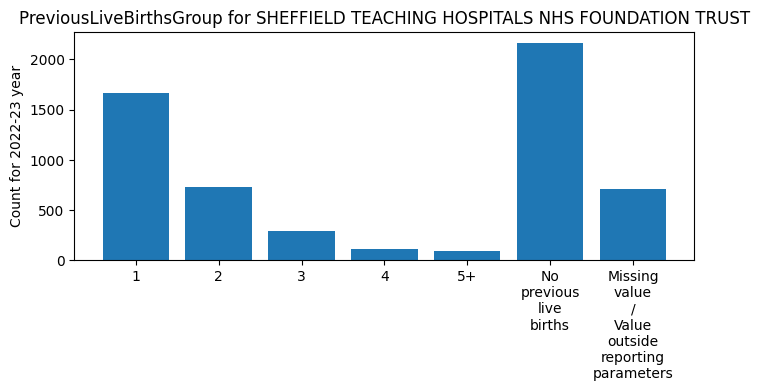 PreviousLiveBirthsGroup for SHEFFIELD TEACHING HOSPITALS NHS FOUNDATION TRUST
Count for 2022-23 year
2000
1500
1000
500
0
1
2
3
4
5+
No
previous
live
births
Missing
value
/
Value
outside
reporting
parameters